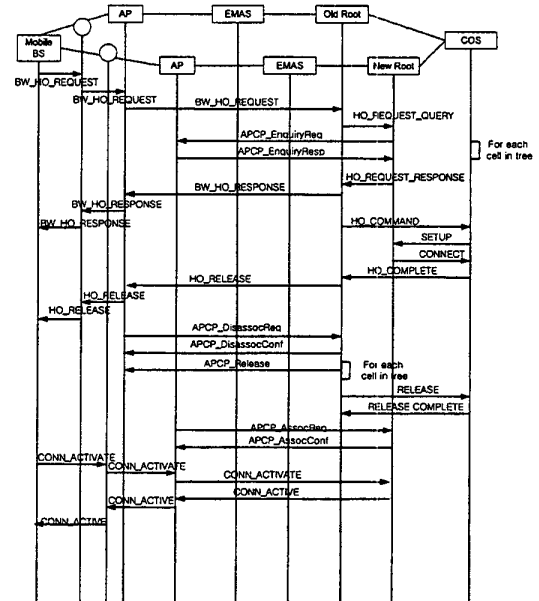 AP
EMAS
Old Root
COS
Mobile
BS
AP
EMAS
New Root
BW_HO_REQUEST
BW_HO_REQUEST
BW_HO_REQUEST
HO_REQUEST_QUERY
APCP_EnquiryReq
For each
cell in tree
APCP_EnquiryResp
HO_REQUEST_RESPONSE
BW_HO_RESPONSE
BW_HO_RESPONSE
BW_HO_RESPONSE
HO_COMMAND
SETUP
CONNECT
HO_COMPLETE
HO_RELEASE
HO_RELEASE
HO_RELEASE
APCP_DisassocReq
APCP_DisassocConf
APCP_Release
For each
cell in tree
RELEASE
RELEASE COMPLETE
APCP_AssocReq
APCP_AssocConf
CONN_ACTIVATE
CONN_ACTIVATE
CONN_ACTIVATE
CONN_ACTIVE
CONN_ACTIVE
CONN_ACTIVE